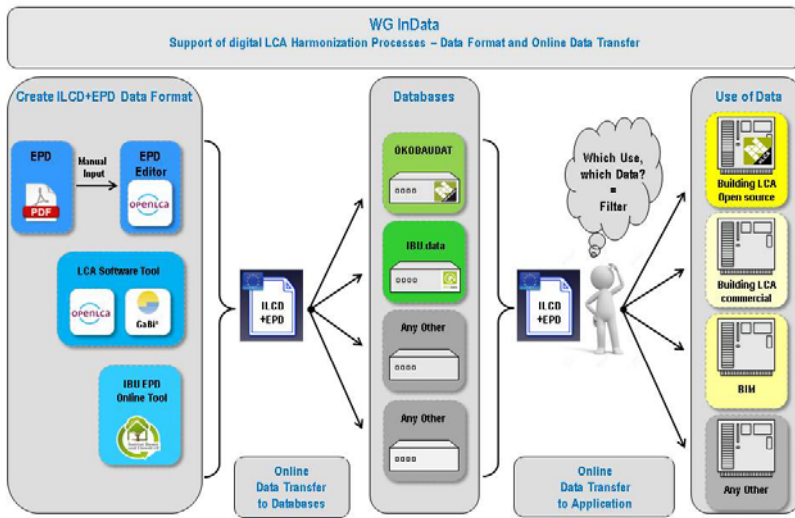 WG InData
Support of digital LCA Harmonization Processes – Data Format and Online Data Transfer
Create ILCD+EPD Data Format
EPD
PDF
Manual
Input
EPD
Editor
openLCA
LCA Software Tool
openLCA
GaBi
IBU EPD
Online Tool
ILCD
+EPD
Online
Data Transfer
to Databases
Databases
OKOBAUDAT
IBU data
Any Other
Any Other
ILCD
+EPD
Which Use,
which Data?
=
Filter
Online
Data Transfer
to Application
Use of Data
Building LCA
Open source
Building LCA
commercial
BIM
Any Other